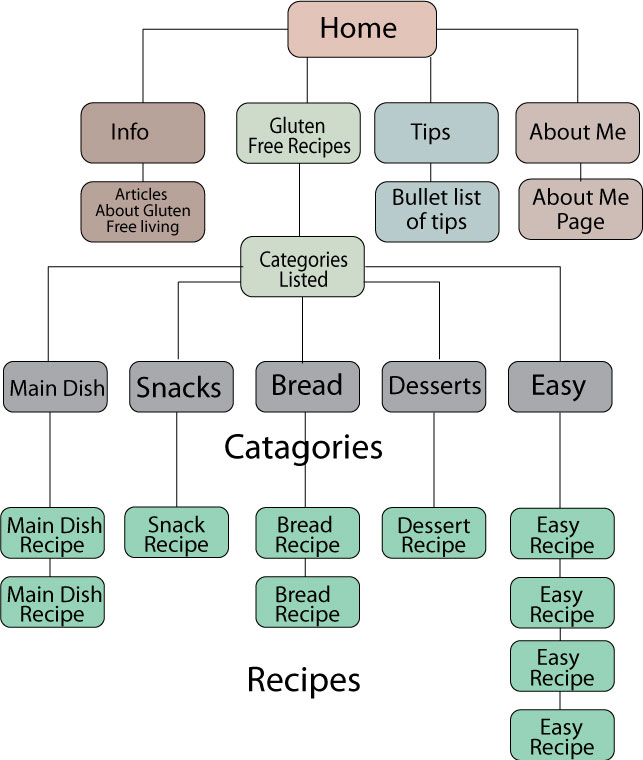 Home
Info
Gluten
Free Recipes
Tips
About Me
Articles
About Gluten
Free living
Bullet list
of tips
About Me
Page
Categories
Listed
Main Dish
Snacks
Bread
Desserts
Easy
Catagories
Main Dish
Recipe
Snack
Recipe
Bread
Recipe
Dessert
Recipe
Easy
Recipe
Main Dish
Recipe
Bread
Recipe
Easy
Recipe
Easy
Recipe
Recipes
Easy
Recipe